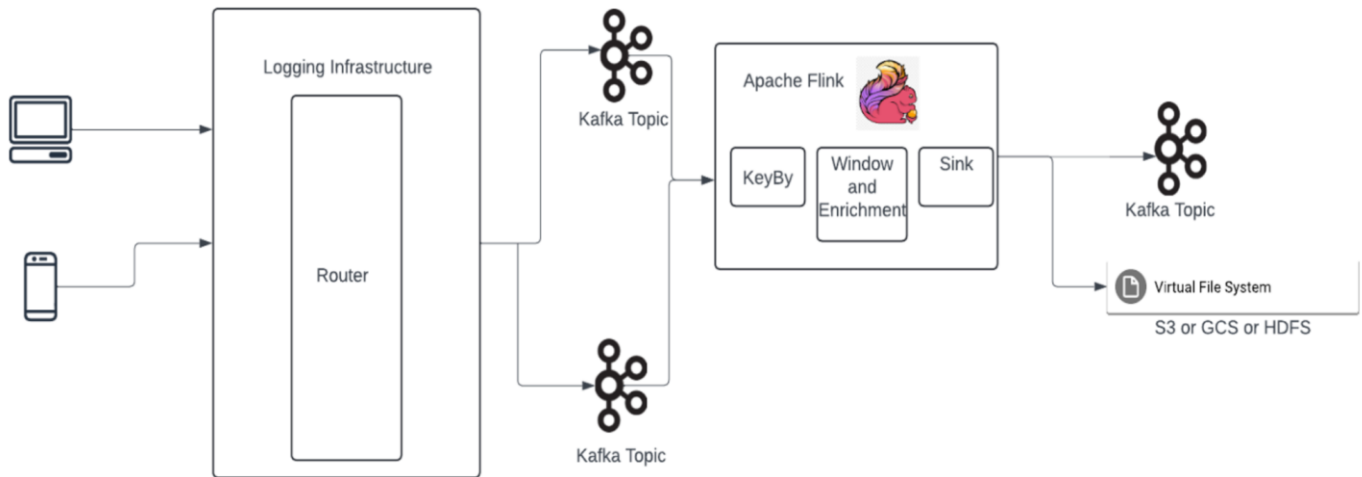 Logging Infrastructure
Router
Kafka Topic
Kafka Topic
Apache Flink
KeyBy
Window
and
Enrichment
Sink
Kafka Topic
Virtual File System
S3 or GCS or HDFS